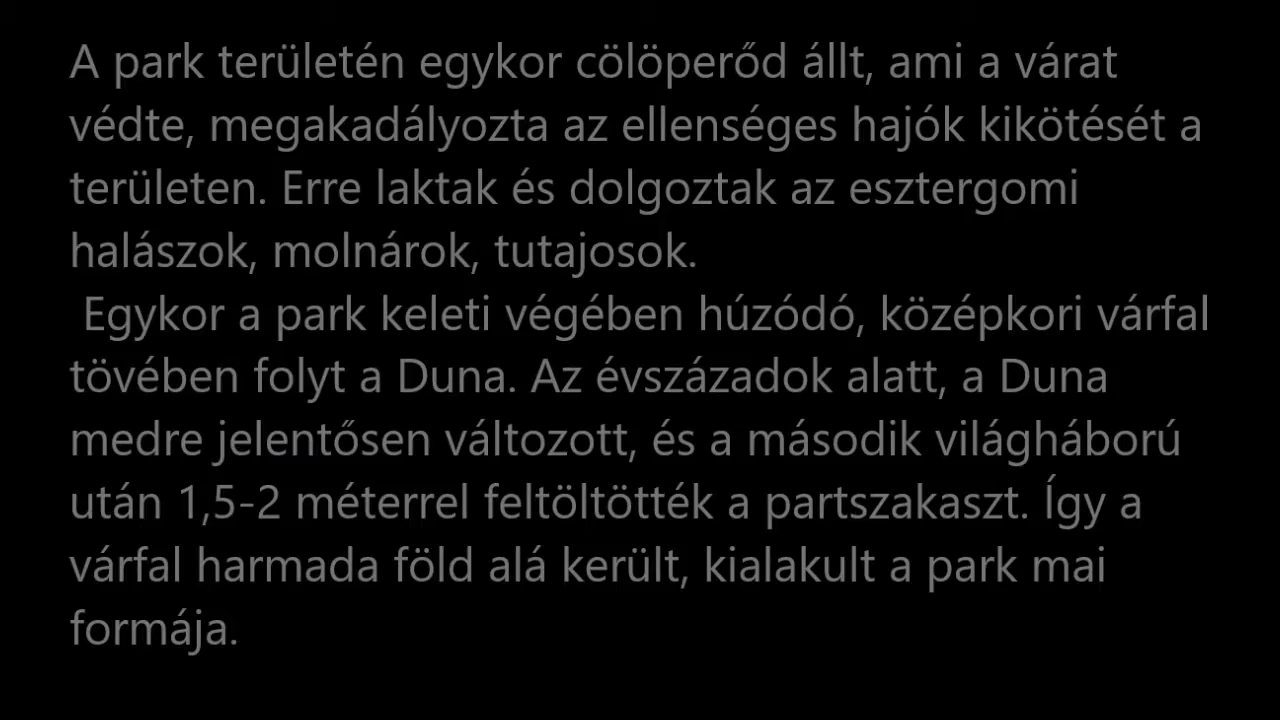 A park területén egykor cölöperőd állt, ami a várat
védte, megakadályozta az ellenséges hajók kikötését a
területen. Erre laktak és dolgoztak az esztergomi
halászok, molnárok, tutajosok.
Egykor a park keleti végében húzódó, középkori várfal
tövében folyt a Duna. Az évszázadok alatt, a Duna
medre jelentősen változott, és a második világháború
után 1,5-2 méterrel feltöltötték a partszakaszt. Így a
várfal harmada föld alá került, kialakult a park mai
formája.